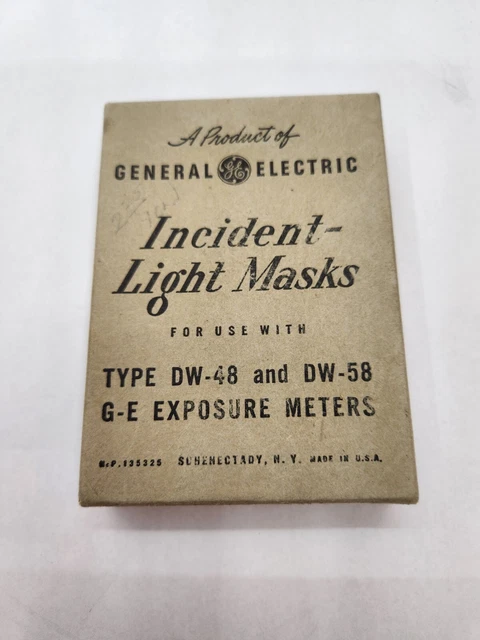 A Product of
GENERAL GE ELECTRIC
Incident-
Light Masks
FOR USE WITH
TYPE DW-48 and DW-58
G-E EXPOSURE METERS
SCHENECTADY, N. Y. MADE IN U.S.A.